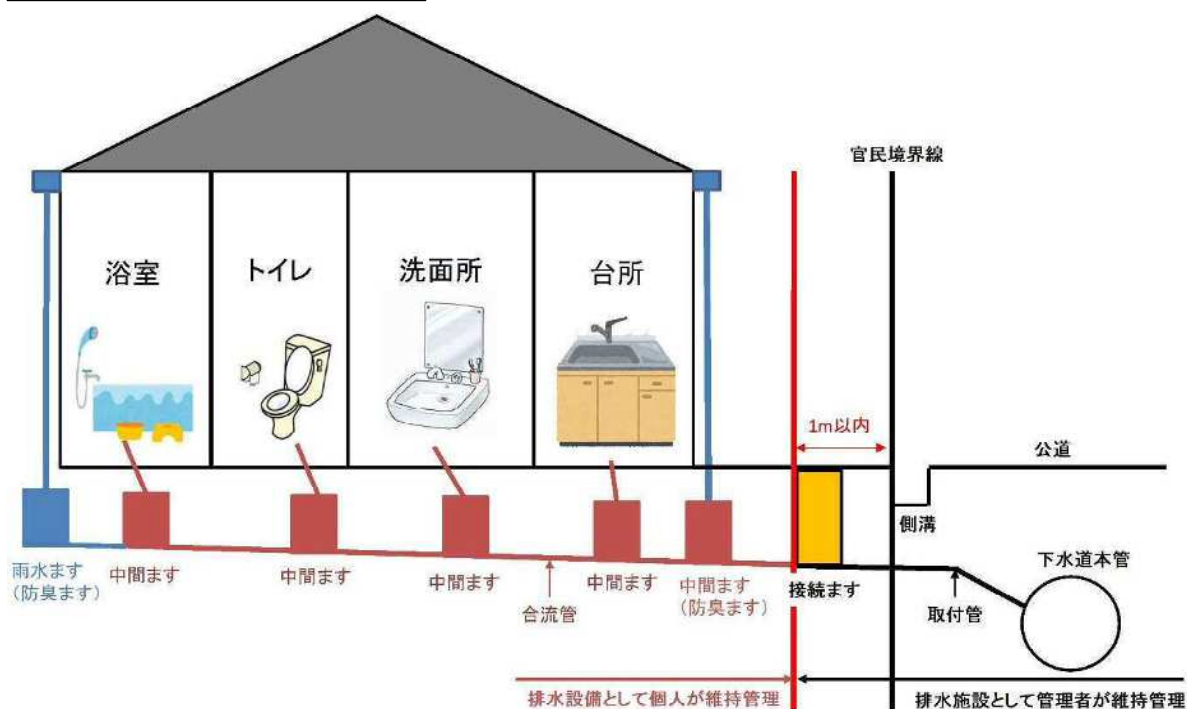 官民境界線
浴室
トイレ
洗面所
台所
1m以内
公道
側溝
下水道本管
雨水ます
(防臭ます)
中間ます
中間ます
中間ます
合流管
中間ます
中間ます
(防臭ます)
接続ます
取付管
排水設備として個人が維持管理
排水施設として管理者が維持管理